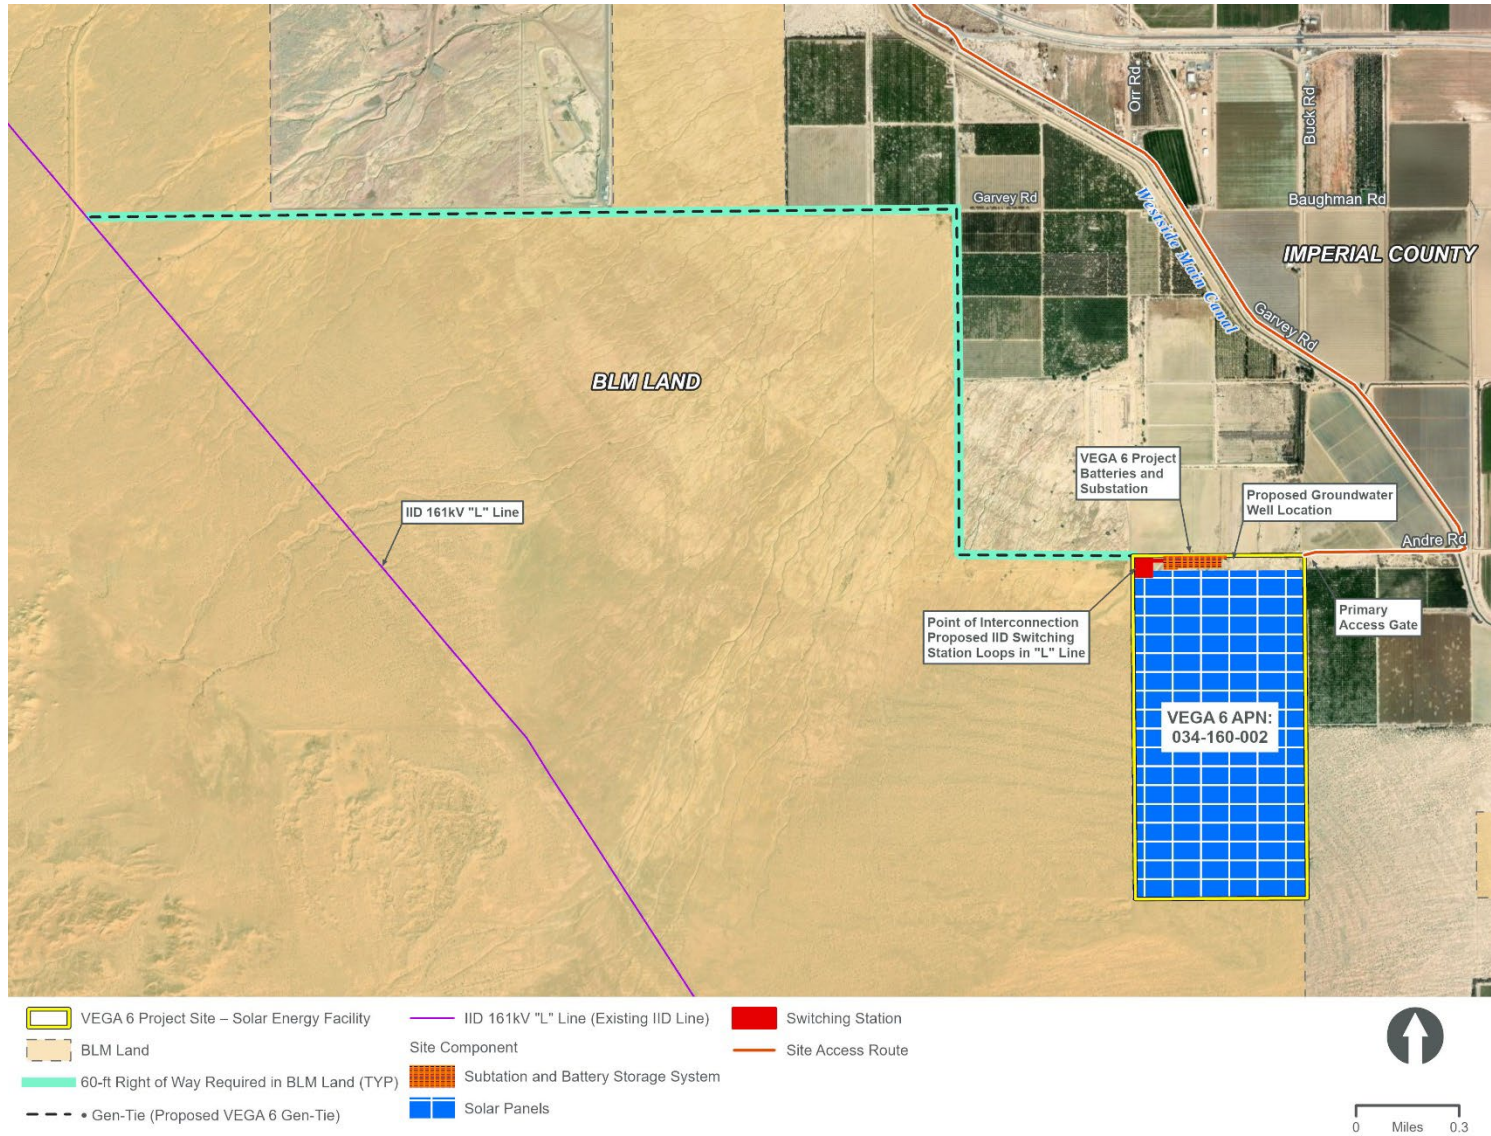 Orr Rd
Buck Rd
Garvey Rd
Baughman Rd
Westside Main Canal
IMPERIAL COUNTY
Garvey Rd
BLM LAND
VEGA 6 Project
Batteries and
Substation
Proposed Groundwater
Well Location
IID 161kV "L" Line
Andre Rd
Point of Interconnection
Proposed IID Switching
Station Loops in "L" Line
Primary
Access Gate
VEGA 6 APN:
034-160-002
VEGA 6 Project Site – Solar Energy Facility
BLM Land
60-ft Right of Way Required in BLM Land (TYP)
• Gen-Tie (Proposed VEGA 6 Gen-Tie)
IID 161kV "L" Line (Existing IID Line)
Site Component
Subtation and Battery Storage System
Solar Panels
Switching Station
Site Access Route
0 Miles 0.3